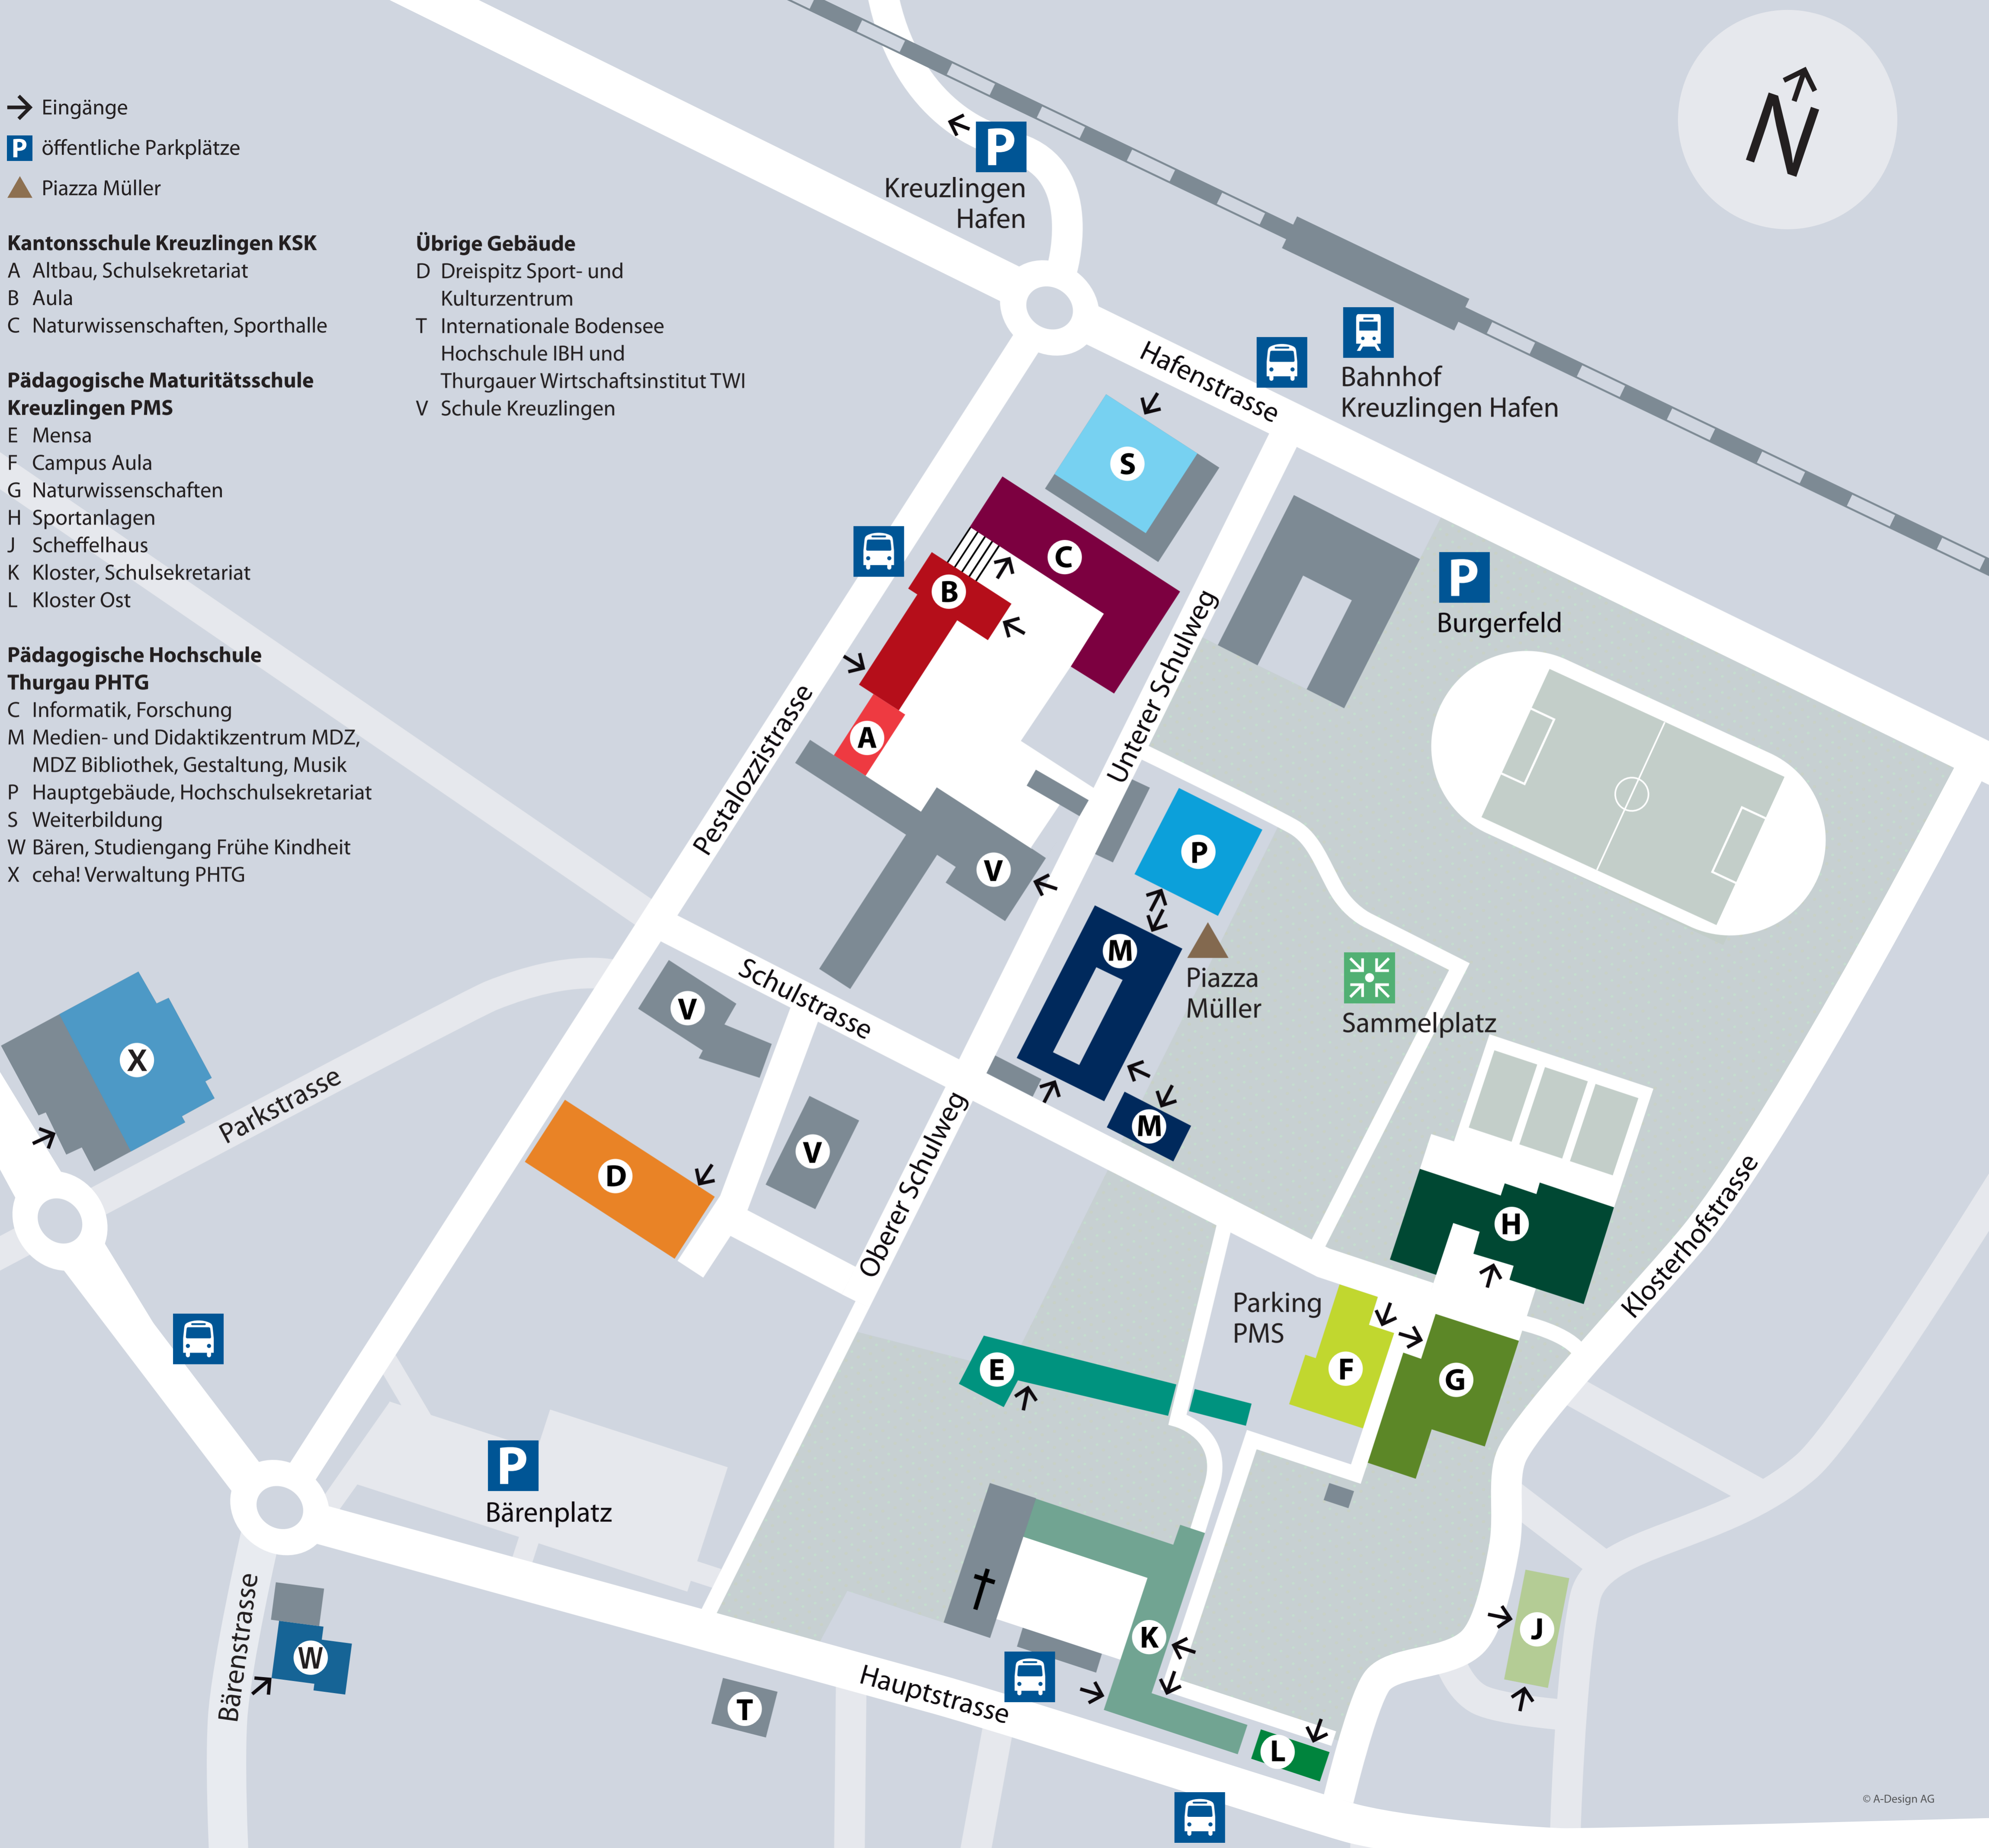 Eingänge
P öffentliche Parkplätze
Piazza Müller
Kantonsschule Kreuzlingen KSK
A Altbau, Schulsekretariat
B Aula
C Naturwissenschaften, Sporthalle
Pädagogische Maturitätsschule
Kreuzlingen PMS
E Mensa
F Campus Aula
G Naturwissenschaften
H Sportanlagen
J Scheffelhaus
K Kloster, Schulsekretariat
L Kloster Ost
Pädagogische Hochschule
Thurgau PHTG
C Informatik, Forschung
M Medien- und Didaktikzentrum MDZ,
MDZ Bibliothek, Gestaltung, Musik
P Hauptgebäude, Hochschulsekretariat
S Weiterbildung
W Bären, Studiengang Frühe Kindheit
X ceha! Verwaltung PHTG
Übrige Gebäude
D Dreispitz Sport- und
Kulturzentrum
T Internationale Bodensee
Hochschule IBH und
Thurgauer Wirtschaftsinstitut TWI
V Schule Kreuzlingen
N
P
Kreuzlingen
Hafen
Hafenstrasse
Bahnhof
Kreuzlingen Hafen
S
C
B
A
P
Burgerfeld
Unterer Schulweg
Pestalozzistrasse
P
V
M
Piazza
Müller
Sammelplatz
Schulstrasse
V
X
Parkstrasse
M
V
D
Oberer Schulweg
H
Klosterhofstrasse
Parking
PMS
E
F
G
P
Bärenplatz
Bärenstrasse
W
T
Hauptstrasse
K
J
L
© A-Design AG